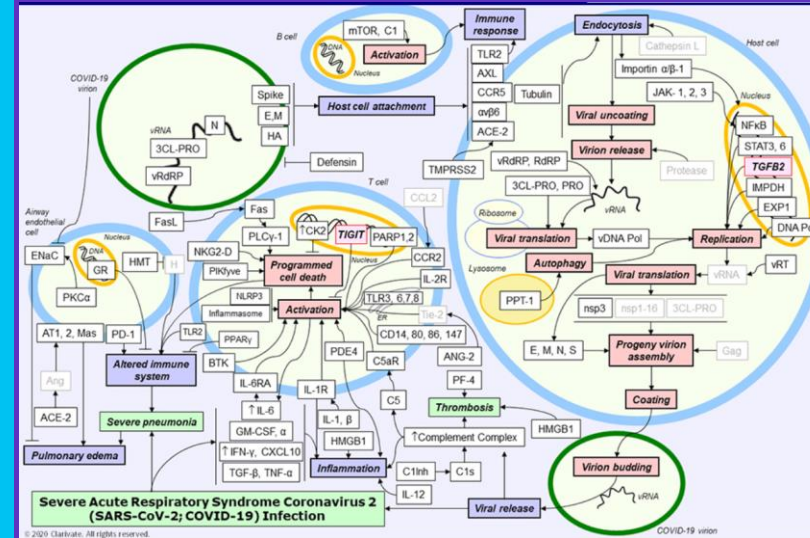 B cell
mTOR, C1
DNA
Nucleus
Activation
Immune
response
TLR2
AXL
CCR5
αvβ6
ACE-2
Tubulin
TMPRSS2
Endocytosis
Host cell
Cathepsin L
Importin α/β-1
JAK- 1, 2, 3
Nucleus
NFκB
STAT3, 6
TGFB2
IMPDH
EXP1
DNA Pol
Viral uncoating
Virion release
Protease
vRdRP, RdRP
3CL-PRO, PRO
vRNA
Ribosome
Viral translation
vDNA Pol
Replication
Lysosome
Autophagy
PPT-1
Viral translation
vRNA
vRT
nsp3
nsp1-16
3CL-PRO
E, M, N, S
Progeny virion
assembly
Gag
Coating
Virion budding
vRNA
COVID-19 virion
COVID-19
virion
vRNA
N
3CL-PRO
vRdRP
Spike
E,M
HA
Host cell attachment
Defensin
T cell
FasL
Fas
PLCγ-1
↑CK2
TIGIT
PARP1,2
Nucleus
CCL2
CCR2
IL-2R
NKG2-D
PIKfyve
Programmed
cell death
NLRP3
Inflammasome
Activation
TLR3, 6,7,8
ER
Tie-2
CD14, 80, 86, 147
TLR2
PPARγ
BTK
PDE4
C5aR
ANG-2
PF-4
Airway
endothelial
cell
Nucleus
DNA
GR
HMT
H
ENaC
PKCα
AT1, 2, Mas
PD-1
Ang
ACE-2
Altered immune
system
Severe pneumonia
Pulmonary edema
IL-6RA
↑IL-6
GM-CSF, α
↑IFN-γ, CXCL10
TGF-β, TNF-α
IL-1R
IL-1, β
HMGB1
Inflammation
C5
Thrombosis
↑Complement Complex
C1Inh
C1s
IL-12
HMGB1
Viral release
Severe Acute Respiratory Syndrome Coronavirus 2
(SARS-CoV-2; COVID-19) Infection
© 2020 Clarivate. All rights reserved.